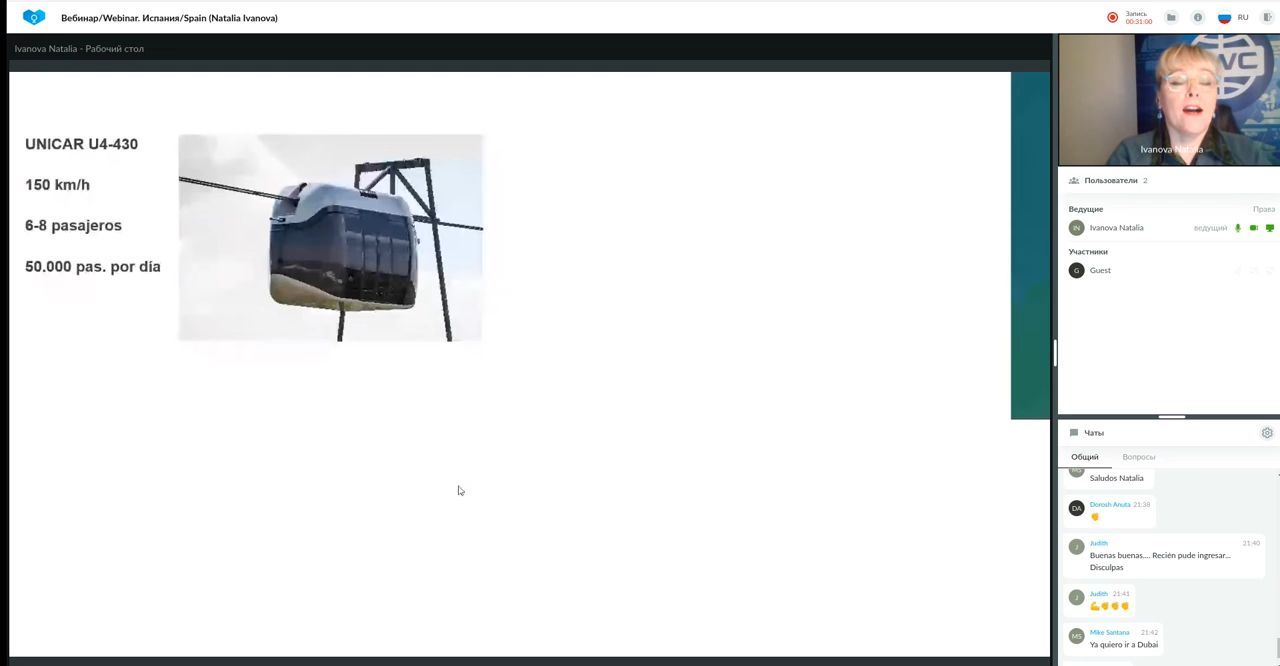 Вебинар/Webinar. Испания/Spain (Natalia Ivanova)
Запись
00:31:00
RU
Ivanova Natalia - Рабочий стол
UNICAR U4-430
150 km/h
6-8 pasajeros
50.000 pas. por día
WC
Ivanova Natalia
Пользователи 2
Ведущие Права
IN Ivanova Natalia ведущий
Участники
G Guest
Чаты
Общий Вопросы
MS
Saludos Natalia
DA Dorosh Anuta 21:38
✊
J Judith 21:40
Buenas buenas.... Recién pude ingresar...
Disculpas
J Judith 21:41
💪✊✊✊
MS Mike Santana 21:42
Ya quiero ir a Dubai